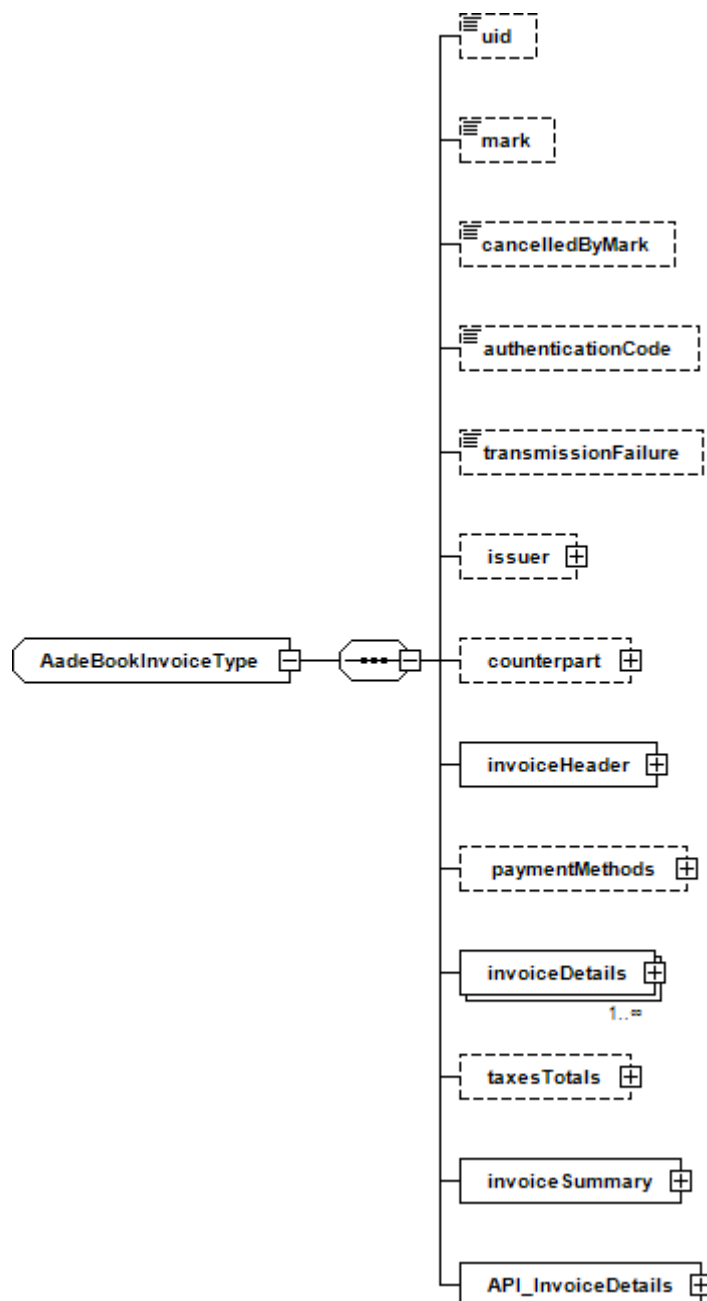 uid
mark
cancelledByMark
authenticationCode
transmissionFailure
issuer
AadeBookInvoiceType
counterpart
invoiceHeader
paymentMethods
invoiceDetails
1..∞
taxesTotals
invoiceSummary
API_InvoiceDetails